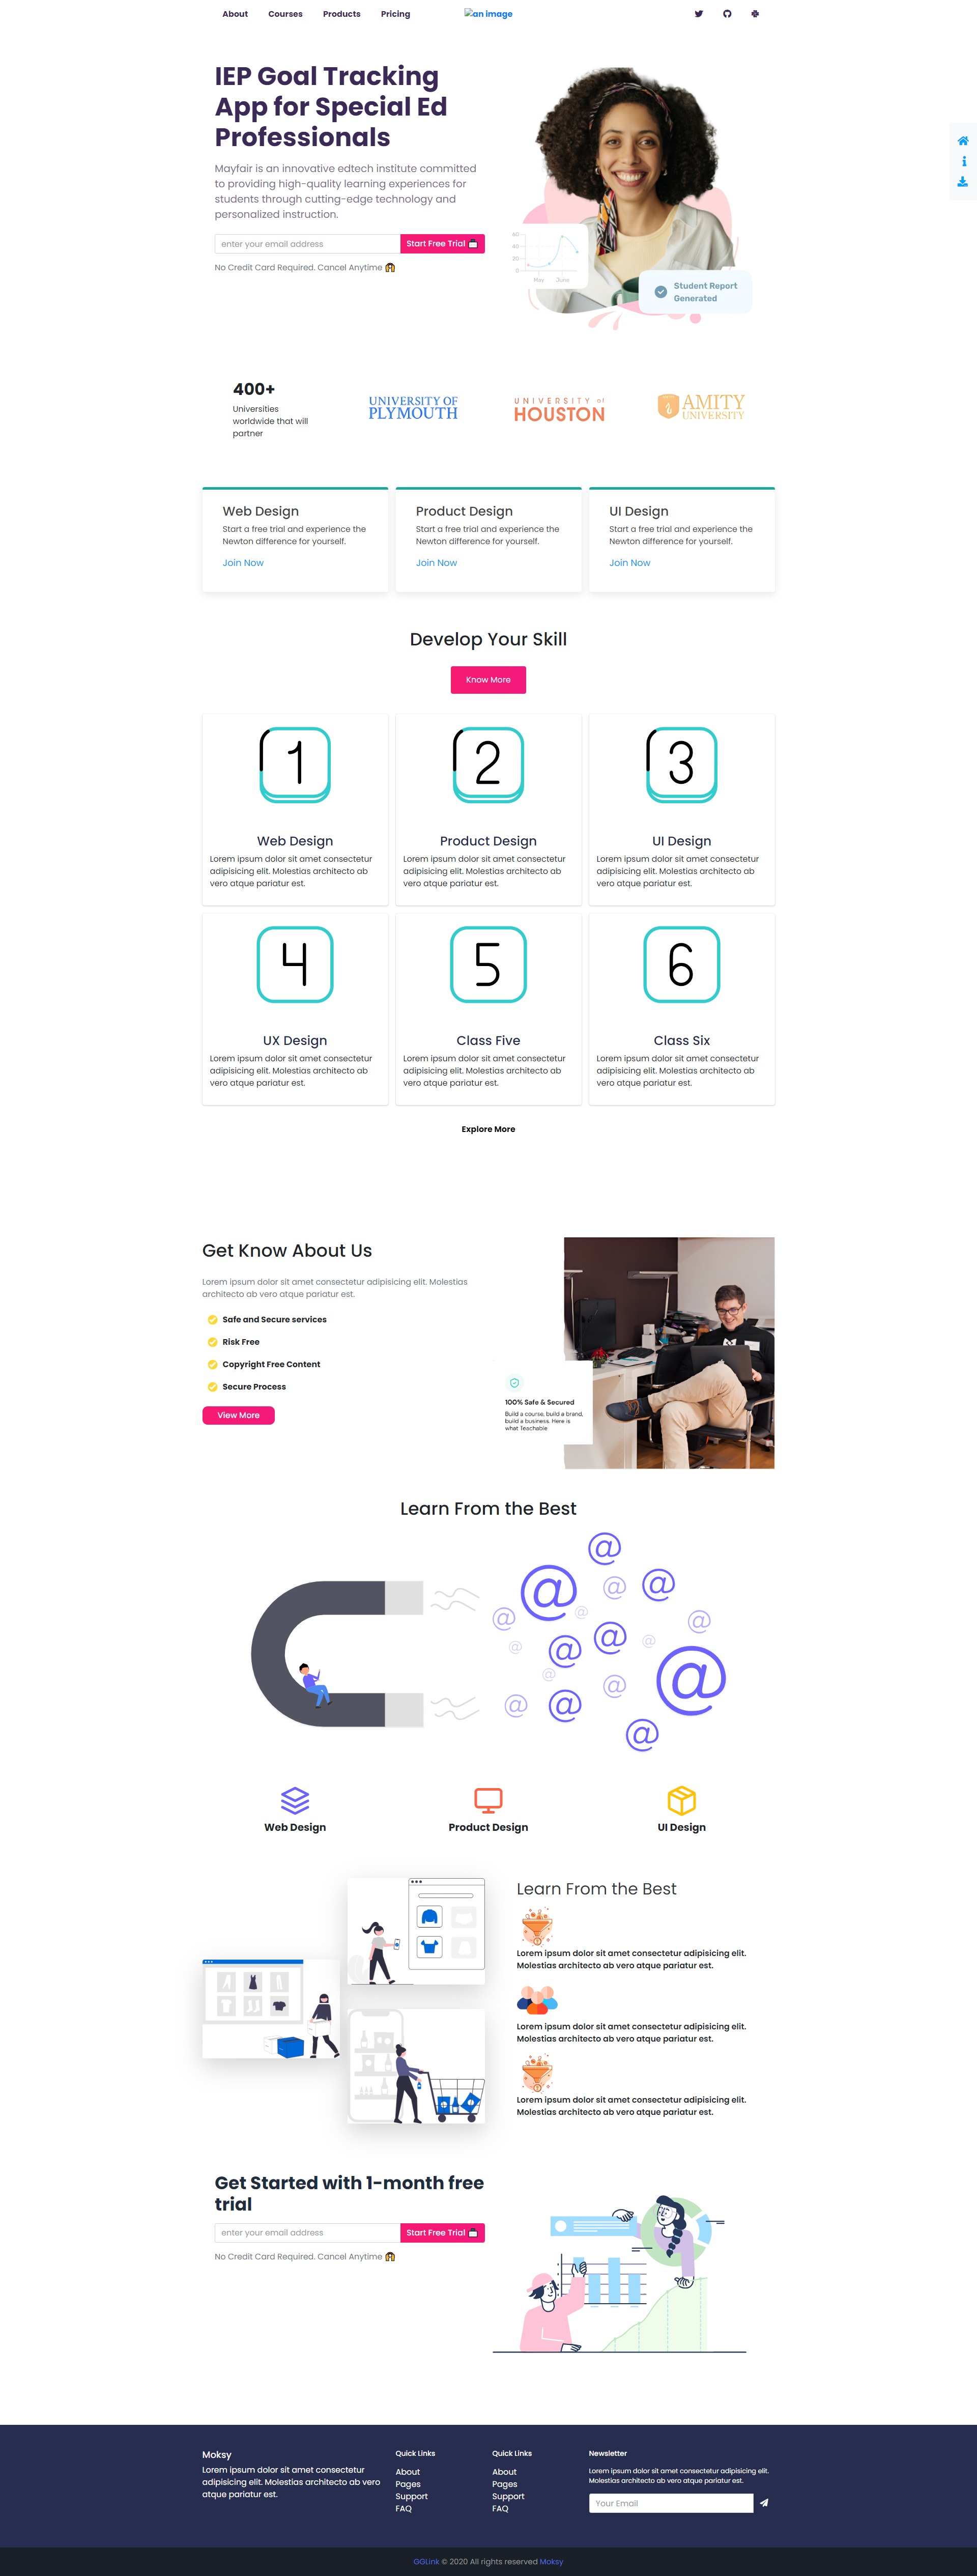 About Courses Products Pricing an image
IEP Goal Tracking
App for Special Ed
Professionals
Mayfair is an innovative edtech institute committed
to providing high-quality learning experiences for
students through cutting-edge technology and
personalized instruction.
enter your email address Start Free Trial
No Credit Card Required. Cancel Anytime
60
40
20
0
May June
Student Report
Generated
400+
Universities
worldwide that will
partner
UNIVERSITY OF
PLYMOUTH
UNIVERSITY of
HOUSTON
AMITY
UNIVERSITY
Web Design
Start a free trial and experience the
Newton difference for yourself.
Join Now
Product Design
Start a free trial and experience the
Newton difference for yourself.
Join Now
UI Design
Start a free trial and experience the
Newton difference for yourself.
Join Now
Develop Your Skill
Know More
1
Web Design
Lorem ipsum dolor sit amet consectetur
adipisicing elit. Molestias architecto ab
vero atque pariatur est.
2
Product Design
Lorem ipsum dolor sit amet consectetur
adipisicing elit. Molestias architecto ab
vero atque pariatur est.
3
UI Design
Lorem ipsum dolor sit amet consectetur
adipisicing elit. Molestias architecto ab
vero atque pariatur est.
4
UX Design
Lorem ipsum dolor sit amet consectetur
adipisicing elit. Molestias architecto ab
vero atque pariatur est.
5
Class Five
Lorem ipsum dolor sit amet consectetur
adipisicing elit. Molestias architecto ab
vero atque pariatur est.
6
Class Six
Lorem ipsum dolor sit amet consectetur
adipisicing elit. Molestias architecto ab
vero atque pariatur est.
Explore More
Get Know About Us
Lorem ipsum dolor sit amet consectetur adipisicing elit. Molestias
architecto ab vero atque pariatur est.
Safe and Secure services
Risk Free
Copyright Free Content
Secure Process
View More
100% Safe & Secured
Build a course, build a brand,
build a business. Here is
what Teachable
Learn From the Best
Web Design
Product Design
UI Design
Learn From the Best
Lorem ipsum dolor sit amet consectetur adipisicing elit.
Molestias architecto ab vero atque pariatur est.
Lorem ipsum dolor sit amet consectetur adipisicing elit.
Molestias architecto ab vero atque pariatur est.
Lorem ipsum dolor sit amet consectetur adipisicing elit.
Molestias architecto ab vero atque pariatur est.
Get Started with 1-month free
trial
enter your email address Start Free Trial
No Credit Card Required. Cancel Anytime
Moksy
Lorem ipsum dolor sit amet consectetur
adipisicing elit. Molestias architecto ab vero
atque pariatur est.
Quick Links
About
Pages
Support
FAQ
Quick Links
About
Pages
Support
FAQ
Newsletter
Lorem ipsum dolor sit amet consectetur adipisicing elit.
Molestias architecto ab vero atque pariatur est.
Your Email
GGLink © 2020 All rights reserved Moksy